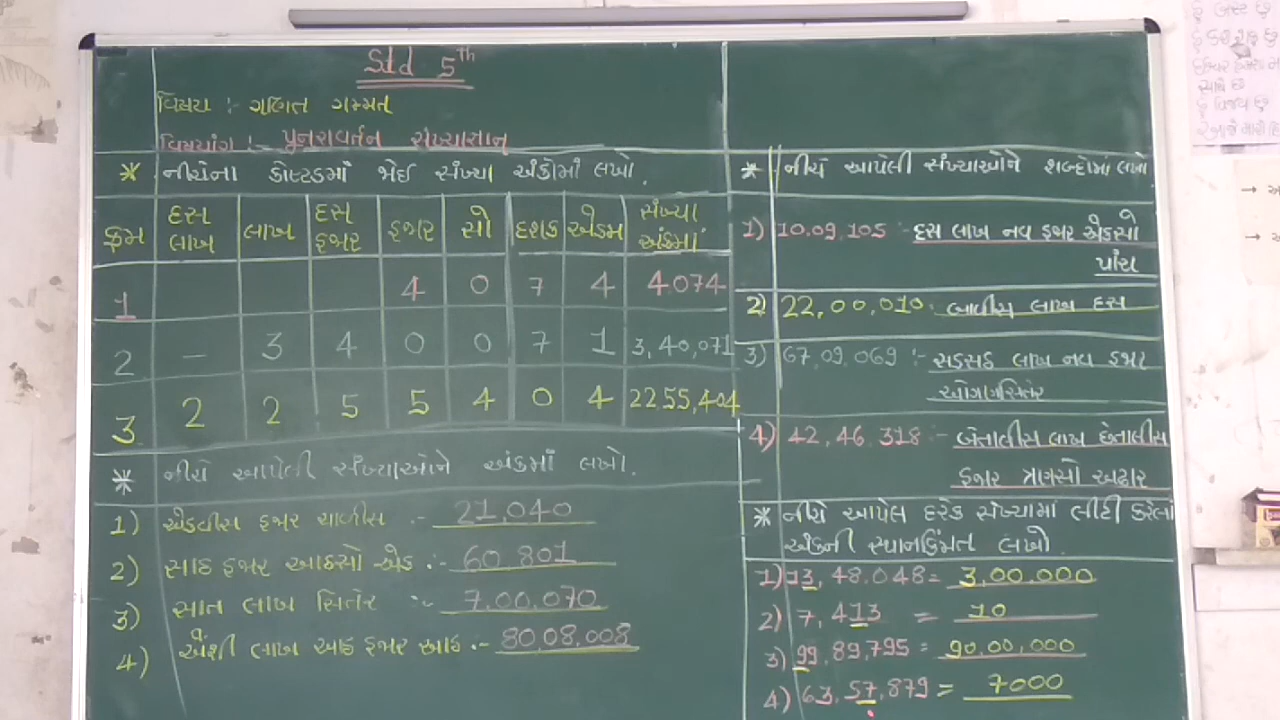 Std 5th
વિષય :- ગણિત ગમ્મત
વિષયાંગ :- પુનરાવર્તન સંખ્યાજ્ઞાન
* નીચેના કોષ્ટકમાં જોઈ સંખ્યા અંકોમાં લખો.
ક્રમ દસ લાખ લાખ દસ હજાર હજાર સો દશક એકમ સંખ્યા અંકમાં
1 4 0 7 4 4,074
2 - 3 4 0 0 7 1 3,40,071
3 2 2 5 5 4 0 4 22,55,404
* નીચે આપેલી સંખ્યાઓને અંકમાં લખો.
1) એકવીસ હજાર ચાળીસ :- 21,040
2) સાઠ હજાર આઠસો એક :- 60,801
3) સાત લાખ સિતેર :- 7,00,070
4) એંશી લાખ આઠ હજાર આઠ :- 80,08,008
* નીચે આપેલી સંખ્યાઓને શબ્દોમાં લખો.
1) 10,09,105 :- દસ લાખ નવ હજાર એકસો
પાંચ
2) 22,00,010 :- બાવીસ લાખ દસ
3) 67,09,069 :- સડસઠ લાખ નવ હજાર
ઓગણસિતેર
4) 42,46,318 :- બેતાલીસ લાખ છેતાલીસ
હજાર ત્રણસો અઢાર
* નીચે આપેલ દરેક સંખ્યામાં લીટી કરેલાં
અંકની સ્થાનકિંમત લખો.
1) 13,48,048 = 3,00,000
2) 7,413 = 10
3) 99,89,795 = 90,00,000
4) 63,57,879 = 7000